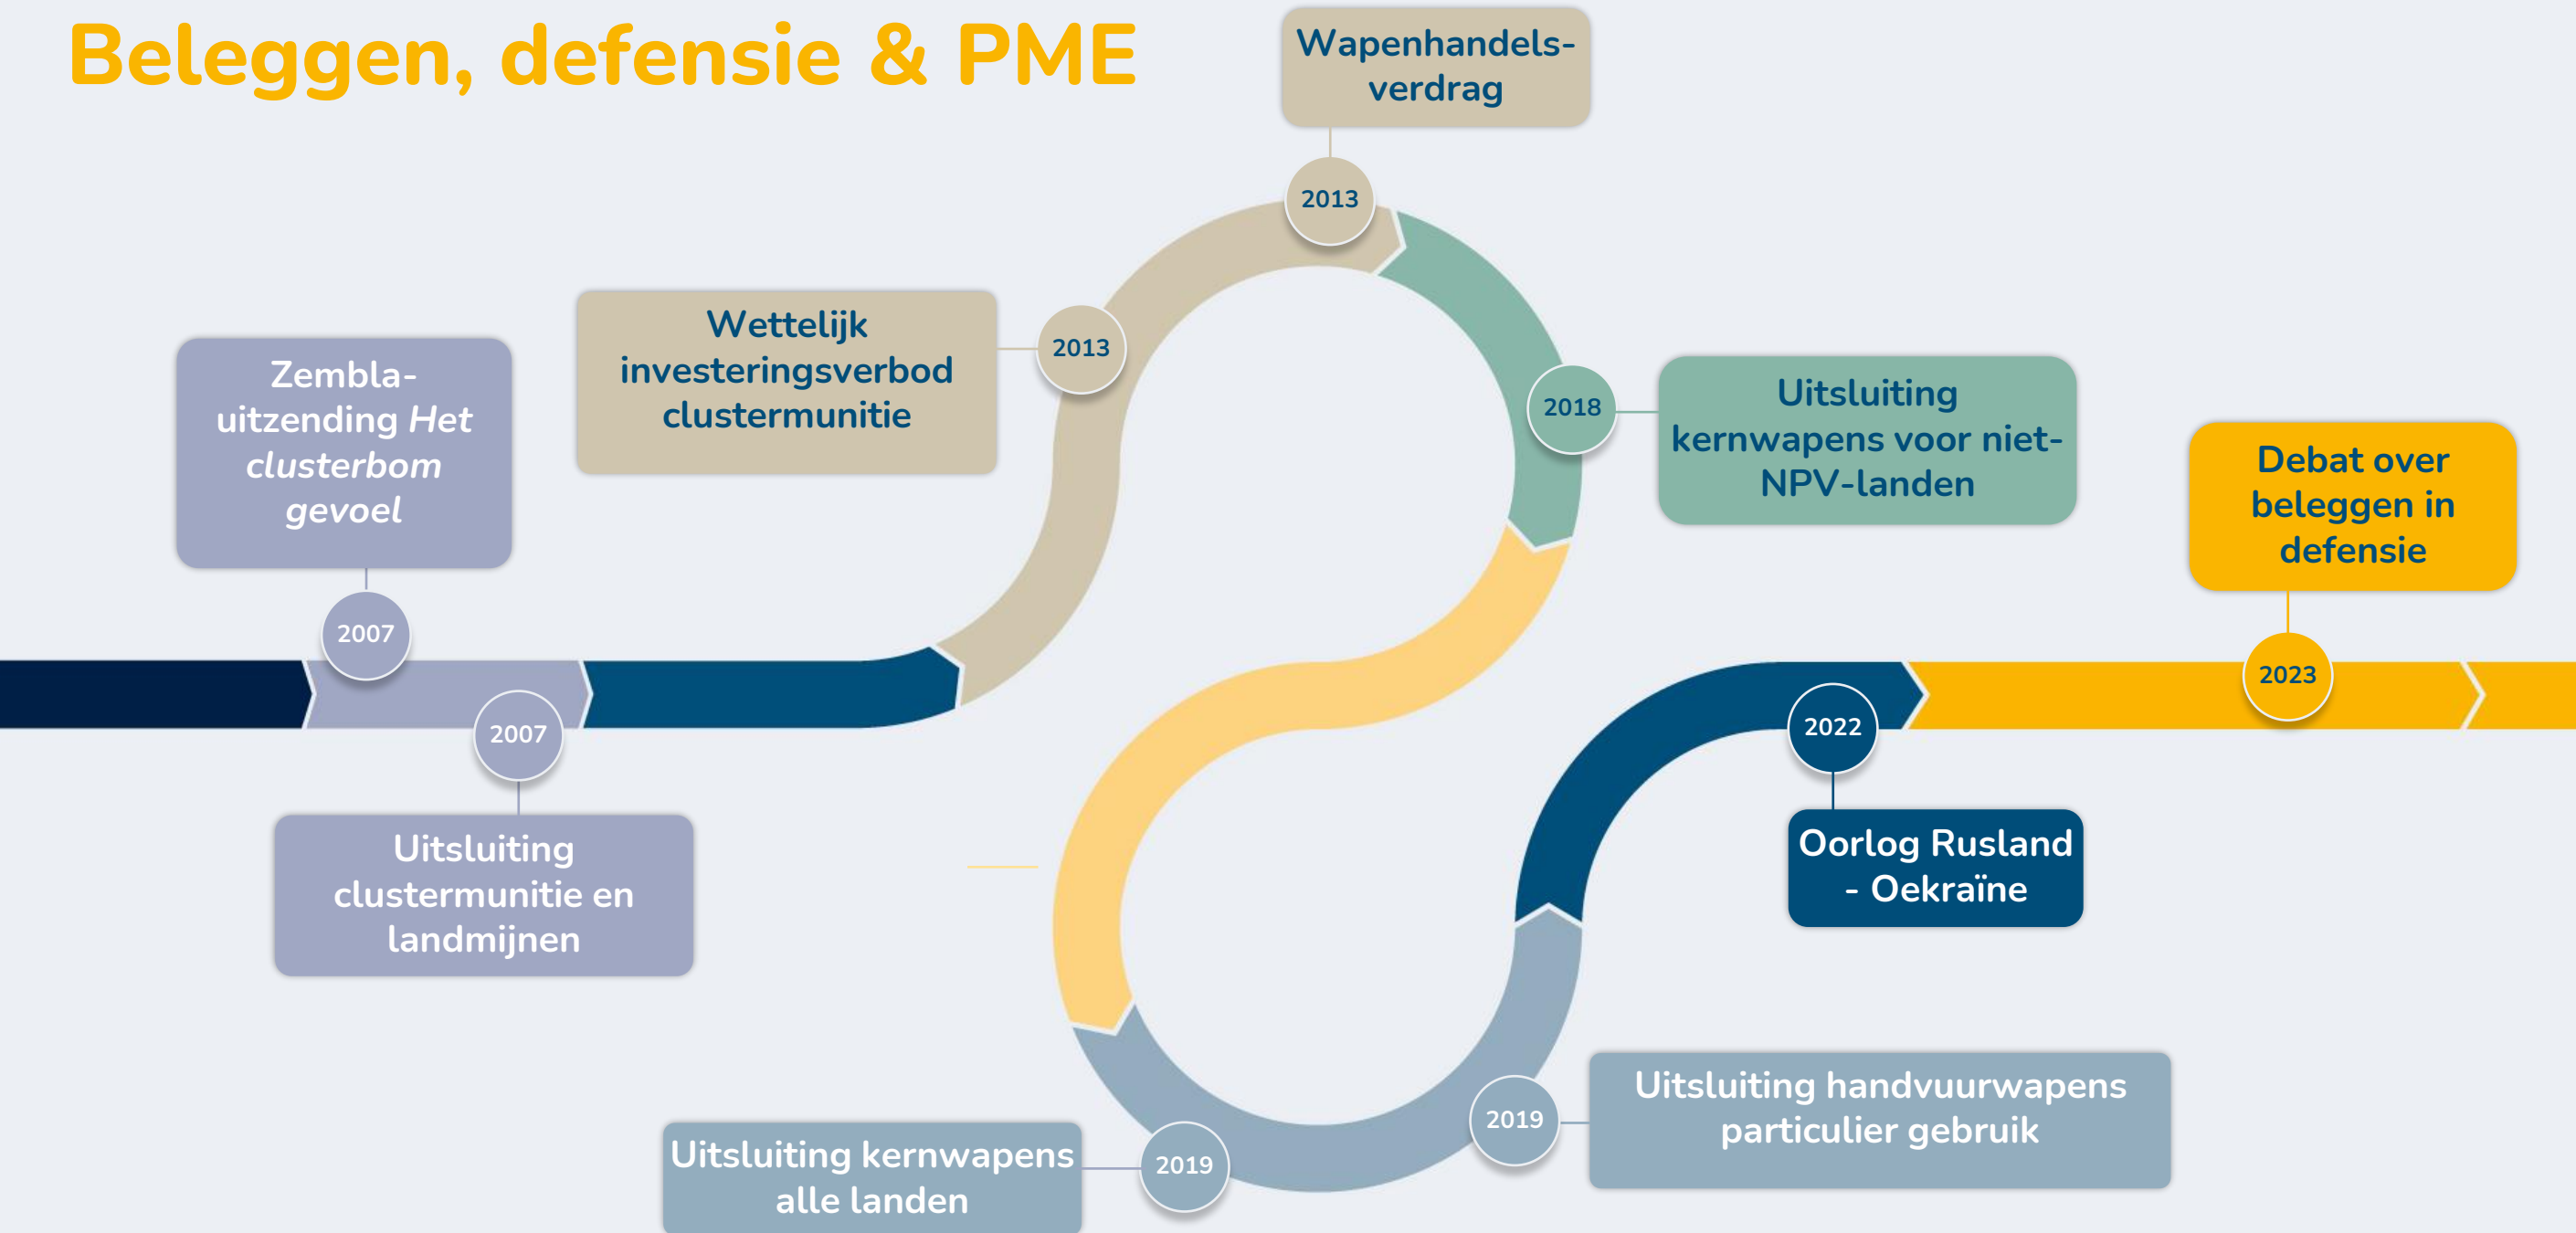 Beleggen, defensie & PME
Zembla-
uitzending Het
clusterbom
gevoel
2007
2007
Uitsluiting
clustermunitie en
landmijnen
Wettelijk
investeringsverbod
clustermunitie
2013
Wapenhandels-
verdrag
2013
2018
Uitsluiting
kernwapens voor niet-
NPV-landen
Uitsluiting kernwapens
alle landen
2019
2019
Uitsluiting handvuurwapens
particulier gebruik
2022
Oorlog Rusland
- Oekraïne
Debat over
beleggen in
defensie
2023